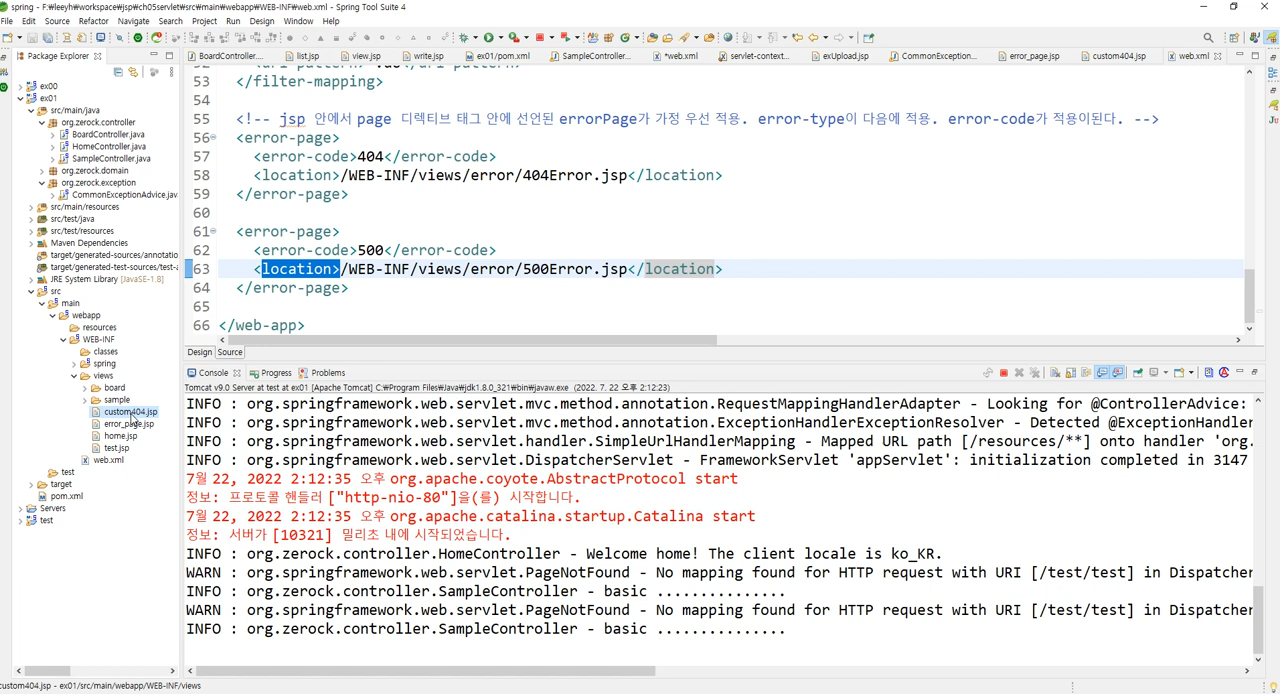 spring - F:₩leeyh₩workspace₩jsp₩ch05servlet₩src₩main₩webapp₩WEB-INF₩web.xml - Spring Tool Suite 4
File Edit Source Refactor Navigate Search Project Run Design Window Help
Package Explorer
BoardController....
list.jsp
view.jsp
write.jsp
ex01/pom.xml
SampleController...
*web.xml
servlet-context...
exUpload.jsp
CommonException...
error_page.jsp
custom404.jsp
web.xml
ex00
ex01
src/main/java
org.zerock.controller
BoardController.java
HomeController.java
SampleController.java
org.zerock.domain
org.zerock.exception
CommonExceptionAdvice.java
src/main/resources
src/test/java
src/test/resources
Maven Dependencies
target/generated-sources/annotatio
target/generated-test-sources/test-a
JRE System Library [JavaSE-1.8]
src
main
webapp
resources
WEB-INF
classes
spring
views
board
sample
custom404.jsp
error_page.jsp
home.jsp
test.jsp
web.xml
test
target
pom.xml
Servers
test
53 </filter-mapping>
54
55 <!-- jsp 안에서 page 디렉티브 태그 안에 선언된 errorPage가 가정 우선 적용. error-type이 다음에 적용. error-code가 적용이된다. -->
56 <error-page>
57 <error-code>404</error-code>
58 <location>/WEB-INF/views/error/404Error.jsp</location>
59 </error-page>
60
61 <error-page>
62 <error-code>500</error-code>
63 <location>/WEB-INF/views/error/500Error.jsp</location>
64 </error-page>
65
66 </web-app>
Design Source
Console Progress Problems
Tomcat v9.0 Server at test at ex01 [Apache Tomcat] C:₩Program Files₩Java₩jdk1.8.0_321₩bin₩javaw.exe (2022. 7. 22 오후 2:12:23)
INFO : org.springframework.web.servlet.mvc.method.annotation.RequestMappingHandlerAdapter - Looking for @ControllerAdvice:
INFO : org.springframework.web.servlet.mvc.method.annotation.ExceptionHandlerExceptionResolver - Detected @ExceptionHandler
INFO : org.springframework.web.servlet.handler.SimpleUrlHandlerMapping - Mapped URL path [/resources/**] onto handler 'org.
INFO : org.springframework.web.servlet.DispatcherServlet - FrameworkServlet 'appServlet': initialization completed in 3147
7월 22, 2022 2:12:35 오후 org.apache.coyote.AbstractProtocol start
정보: 프로토콜 핸들러 ["http-nio-80"]을(를) 시작합니다.
7월 22, 2022 2:12:35 오후 org.apache.catalina.startup.Catalina start
정보: 서버가 [10321] 밀리초 내에 시작되었습니다.
INFO : org.zerock.controller.HomeController - Welcome home! The client locale is ko_KR.
WARN : org.springframework.web.servlet.PageNotFound - No mapping found for HTTP request with URI [/test/test] in Dispatcher
INFO : org.zerock.controller.SampleController - basic ...............
WARN : org.springframework.web.servlet.PageNotFound - No mapping found for HTTP request with URI [/test/test] in Dispatcher
INFO : org.zerock.controller.SampleController - basic ...............
custom404.jsp - ex01/src/main/webapp/WEB-INF/views